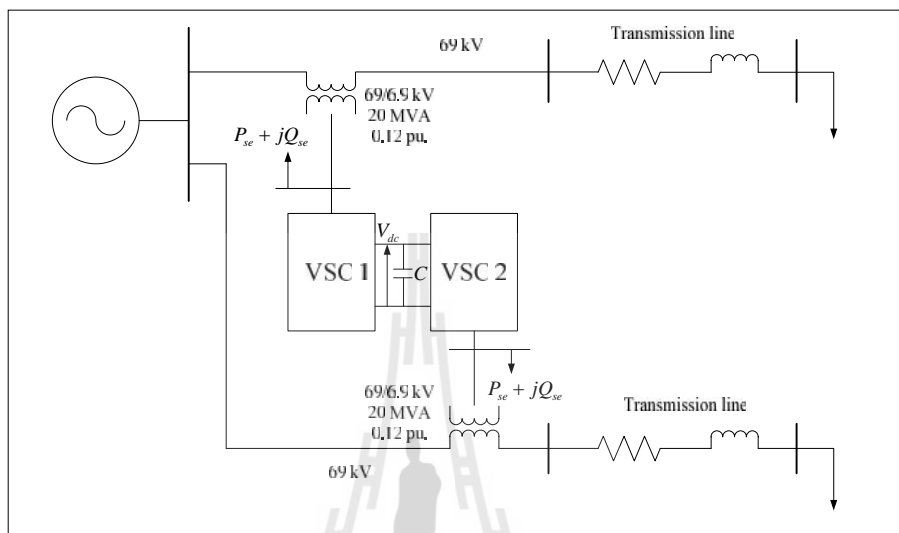 Transmission line
69 kV
69/6.9 kV
20 MVA
0.12 pu.
P_se + jQ_se
V_dc
VSC 1
C
VSC 2
69/6.9 kV
20 MVA
0.12 pu.
P_se + jQ_se
Transmission line
69 kV